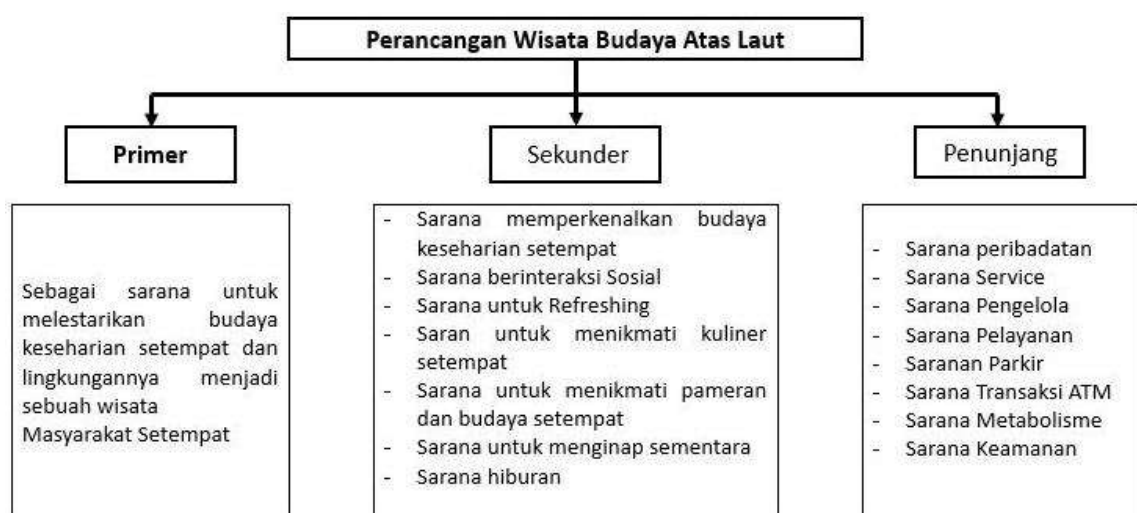 Perancangan Wisata Budaya Atas Laut
Primer
Sekunder
Penunjang
Sebagai sarana untuk
melestarikan budaya
keseharian setempat dan
lingkungannya menjadi
sebuah wisata
Masyarakat Setempat
- Sarana memperkenalkan budaya
keseharian setempat
- Sarana berinteraksi Sosial
- Sarana untuk Refreshing
- Saran untuk menikmati kuliner
setempat
- Sarana untuk menikmati pameran
dan budaya setempat
- Sarana untuk menginap sementara
- Sarana hiburan
- Sarana peribadatan
- Sarana Service
- Sarana Pengelola
- Sarana Pelayanan
- Saranan Parkir
- Sarana Transaksi ATM
- Sarana Metabolisme
- Sarana Keamanan